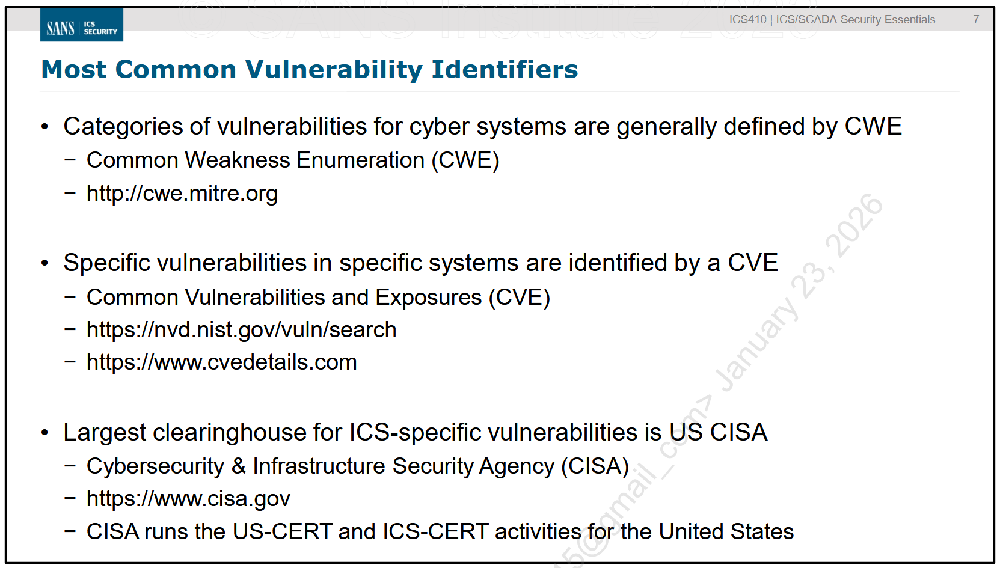 © SANS Institute 2026
SANS ICS SECURITY
ICS410 | ICS/SCADA Security Essentials 7
Most Common Vulnerability Identifiers
• Categories of vulnerabilities for cyber systems are generally defined by CWE
− Common Weakness Enumeration (CWE)
− http://cwe.mitre.org
• Specific vulnerabilities in specific systems are identified by a CVE
− Common Vulnerabilities and Exposures (CVE)
− https://nvd.nist.gov/vuln/search
− https://www.cvedetails.com
• Largest clearinghouse for ICS-specific vulnerabilities is US CISA
− Cybersecurity & Infrastructure Security Agency (CISA)
− https://www.cisa.gov
− CISA runs the US-CERT and ICS-CERT activities for the United States
15@gmail_com> January 23, 2026